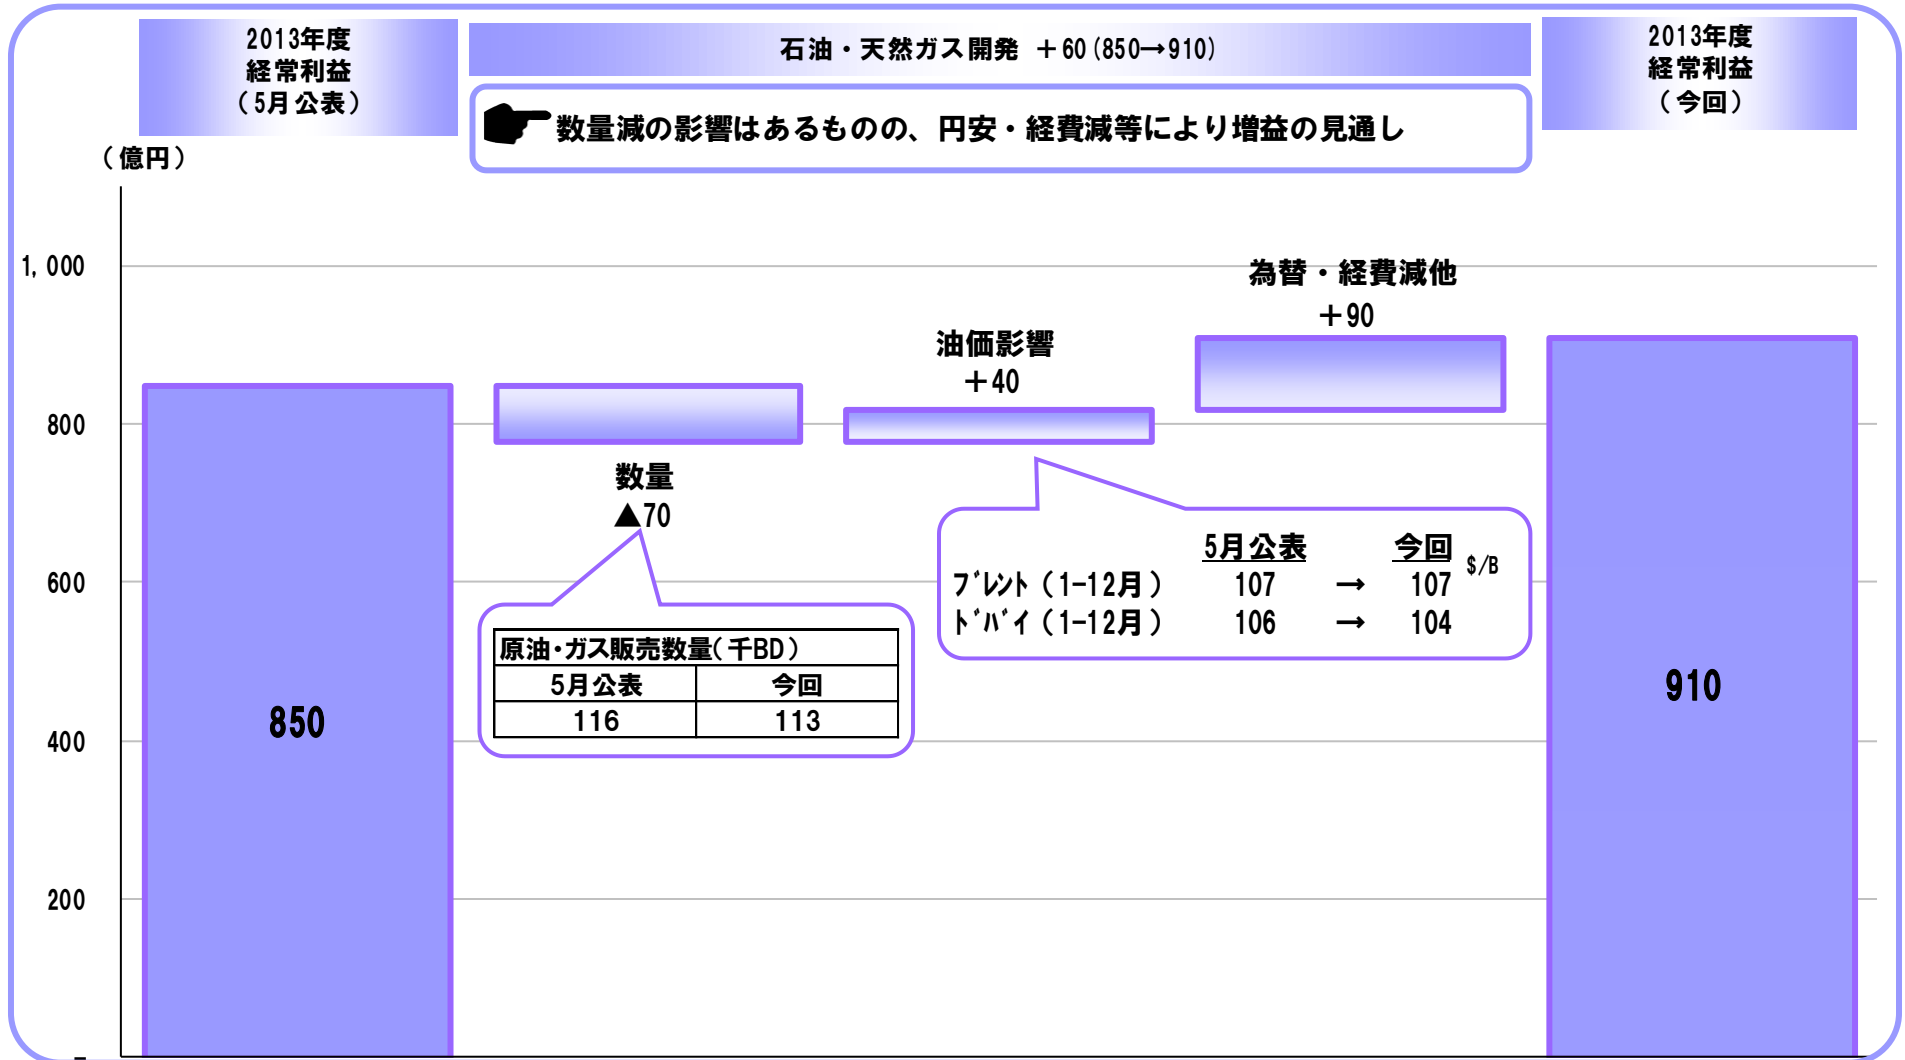 2013年度
経常利益
（5月公表）
石油・天然ガス開発 ＋60(850→910)
2013年度
経常利益
（今回）
数量減の影響はあるものの、円安・経費減等により増益の見通し
（億円）
1,000
800
600
400
200
850
数量
▲70
原油・ガス販売数量(千BD)
5月公表 今回
116 113
油価影響
＋40
5月公表 今回 $/B
ﾌﾞﾚﾝﾄ（1-12月） 107 → 107
ﾄﾞﾊﾞｲ（1-12月） 106 → 104
為替・経費減他
＋90
910